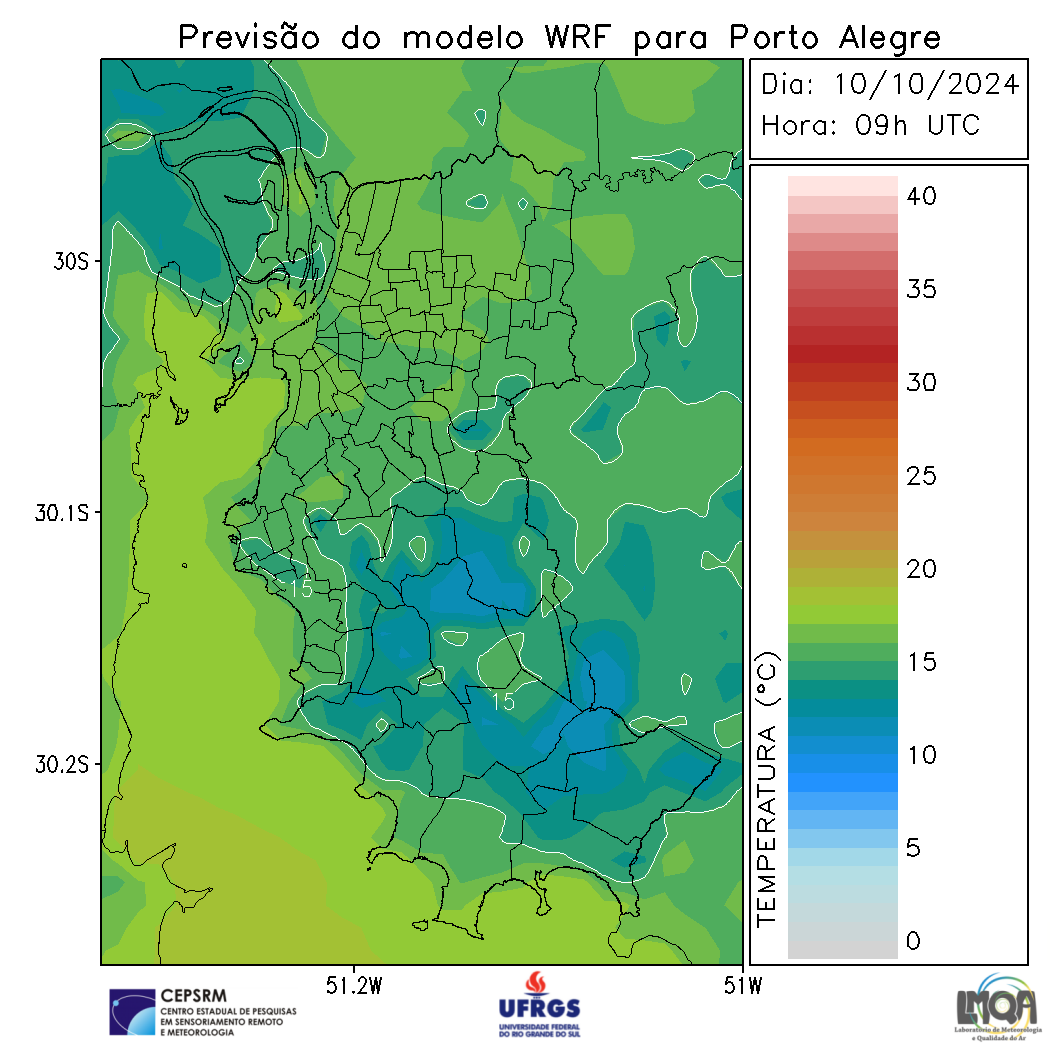 Previsão do modelo WRF para Porto Alegre
Dia: 10/10/2024
Hora: 09h UTC
30S
30.1S
30.2S
51.2W
51W
15
15
40
35
30
25
20
15
10
5
0
TEMPERATURA (°C)
CEPSRM
CENTRO ESTADUAL DE PESQUISAS
EM SENSORIAMENTO REMOTO
E METEOROLOGIA
UFRGS
UNIVERSIDADE FEDERAL
DO RIO GRANDE DO SUL
LMQA
Laboratório de Meteorologia
e Qualidade do Ar